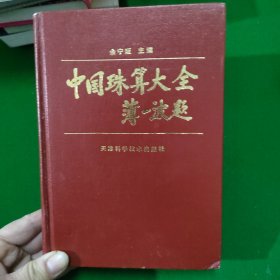 余宁旺 主编
中国珠算大全
薄一波题
天津科学技术出版社